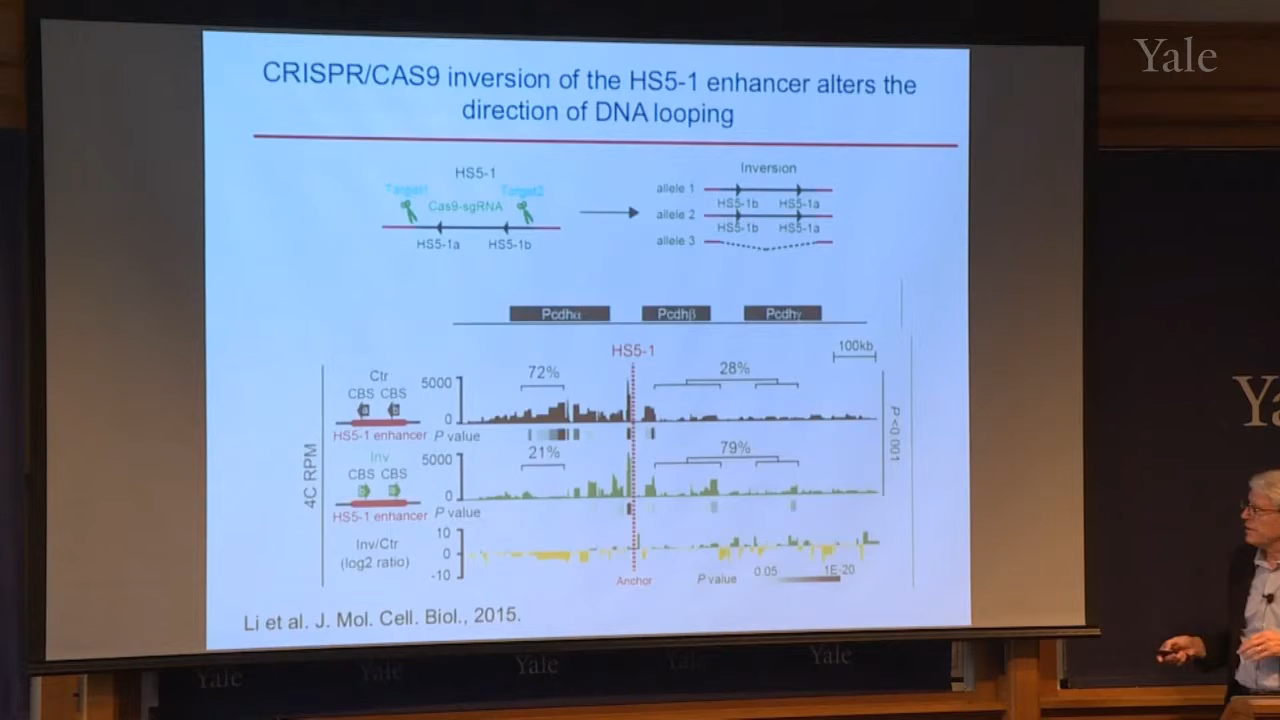 Yale
CRISPR/CAS9 inversion of the HS5-1 enhancer alters the
direction of DNA looping
HS5-1
Target1
Target2
Cas9-sgRNA
HS5-1a
HS5-1b
Inversion
allele 1
HS5-1b
HS5-1a
allele 2
HS5-1b
HS5-1a
allele 3
Pcdhα
Pcdhβ
Pcdhγ
HS5-1
100kb
4C RPM
Ctr
CBS CBS
a
b
HS5-1 enhancer
5000
0
P value
72%
28%
Inv
CBS CBS
HS5-1 enhancer
5000
0
P value
21%
79%
P <0.001
Inv/Ctr
(log2 ratio)
10
0
-10
Anchor
P value
0.05
1E-20
Li et al. J. Mol. Cell. Biol., 2015.
Yale
Yale
Yale
Yale
Yale